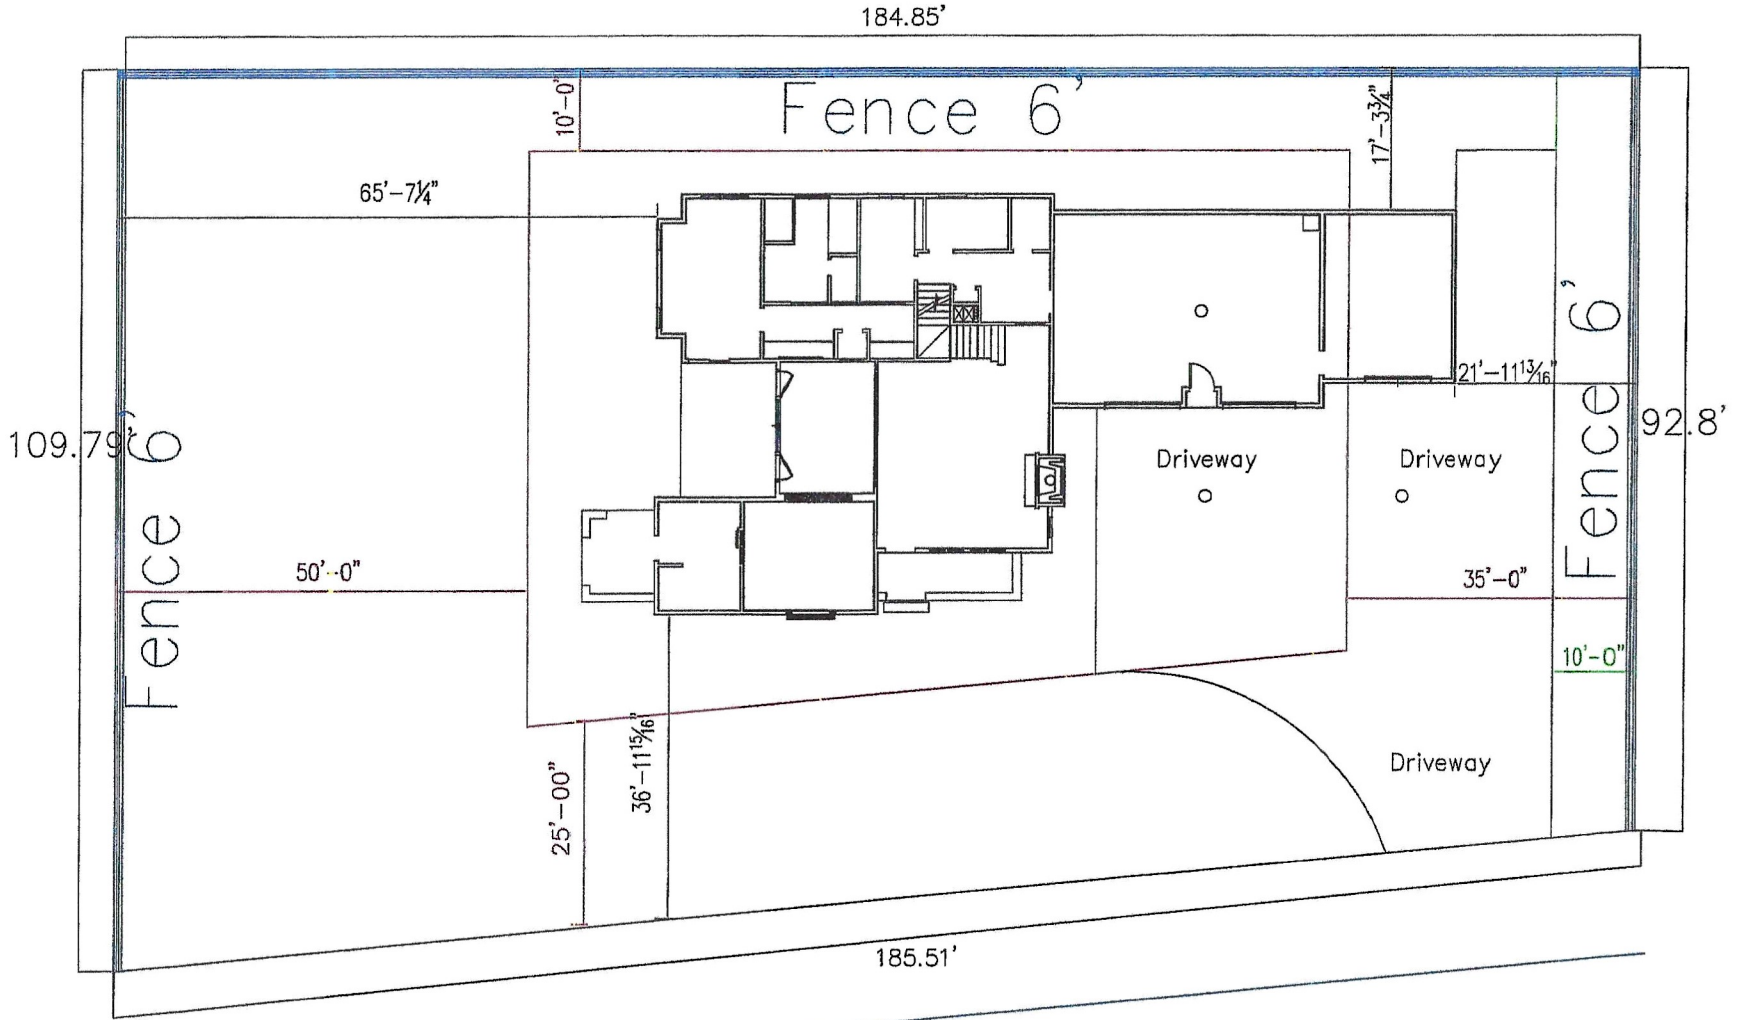 184.85'
Fence 6'
10'-0"
17'-3¾"
65'-7¼"
Fence 6'
21'-11 13/16"
109.79'
92.8'
Fence 6'
Driveway
Driveway
50'-0"
35'-0"
10'-0"
36'-11 15/16"
25'-00"
Driveway
185.51'